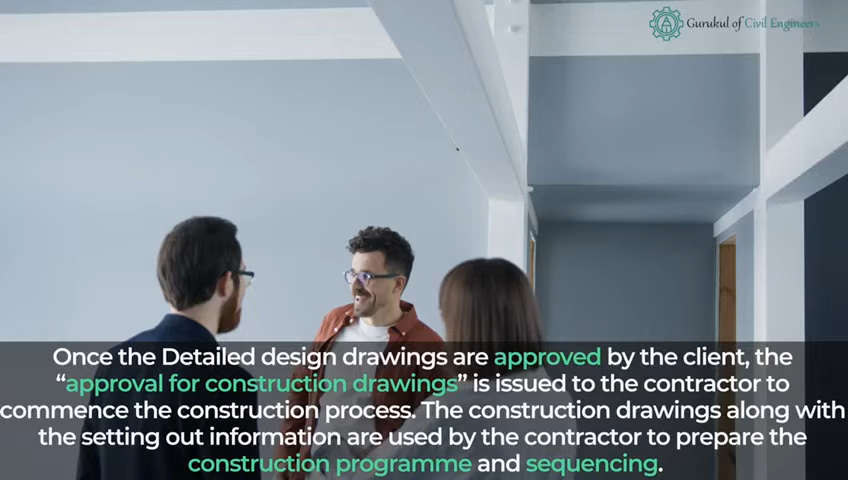 Gurukul of Civil Engineers
Once the Detailed design drawings are approved by the client, the
“approval for construction drawings” is issued to the contractor to
commence the construction process. The construction drawings along with
the setting out information are used by the contractor to prepare the
construction programme and sequencing.